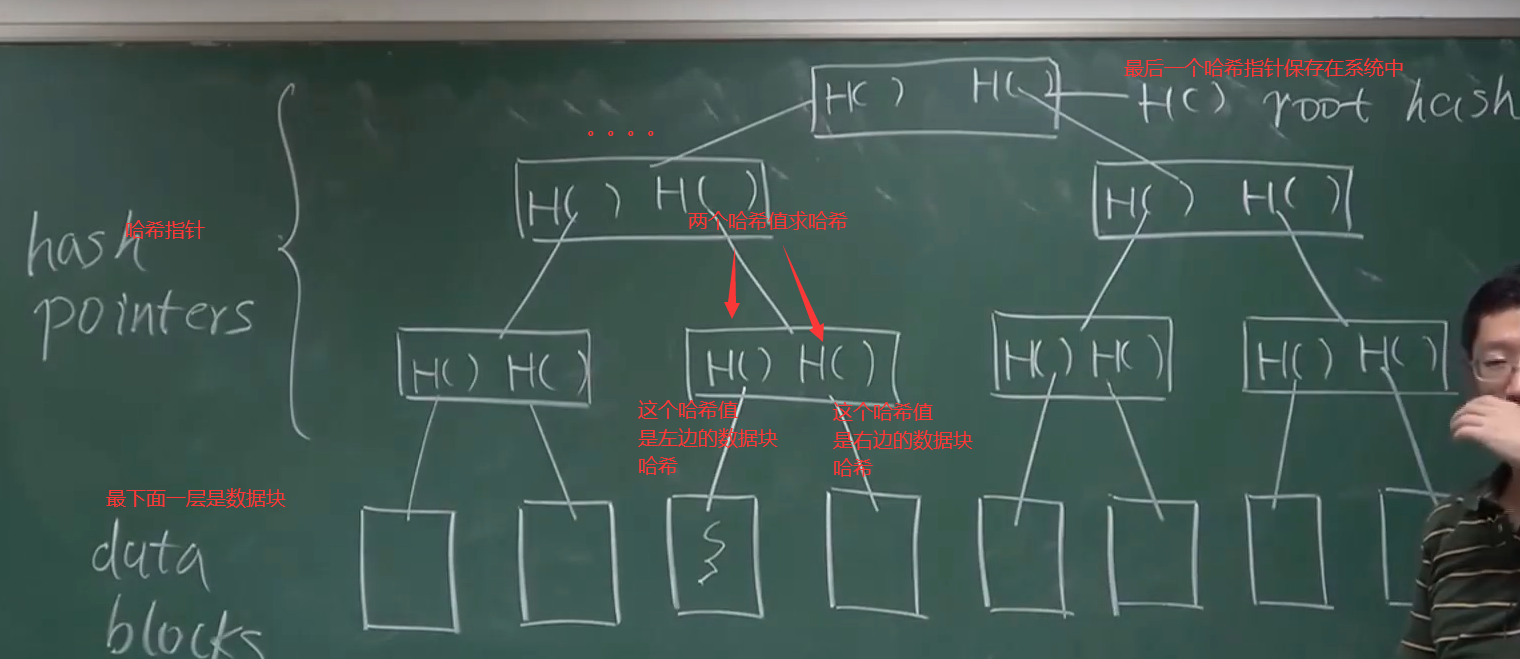 最后一个哈希指针保存在系统中
H( ) H( ) H( ) root hash
。。。。
H( ) H( ) H( ) H( )
两个哈希值求哈希
哈希指针
hash
pointers
H( ) H( ) H( ) H( ) H( ) H( ) H( ) H( )
这个哈希值
是左边的数据块
哈希
这个哈希值
是右边的数据块
哈希
最下面一层是数据块
data
blocks